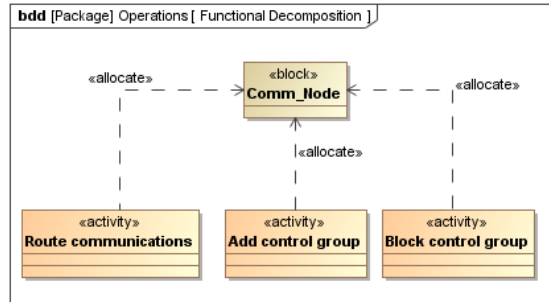 bdd [Package] Operations [ Functional Decomposition ]
«block»
Comm_Node
«allocate»
«allocate»
«allocate»
«activity»
Route communications
«activity»
Add control group
«activity»
Block control group